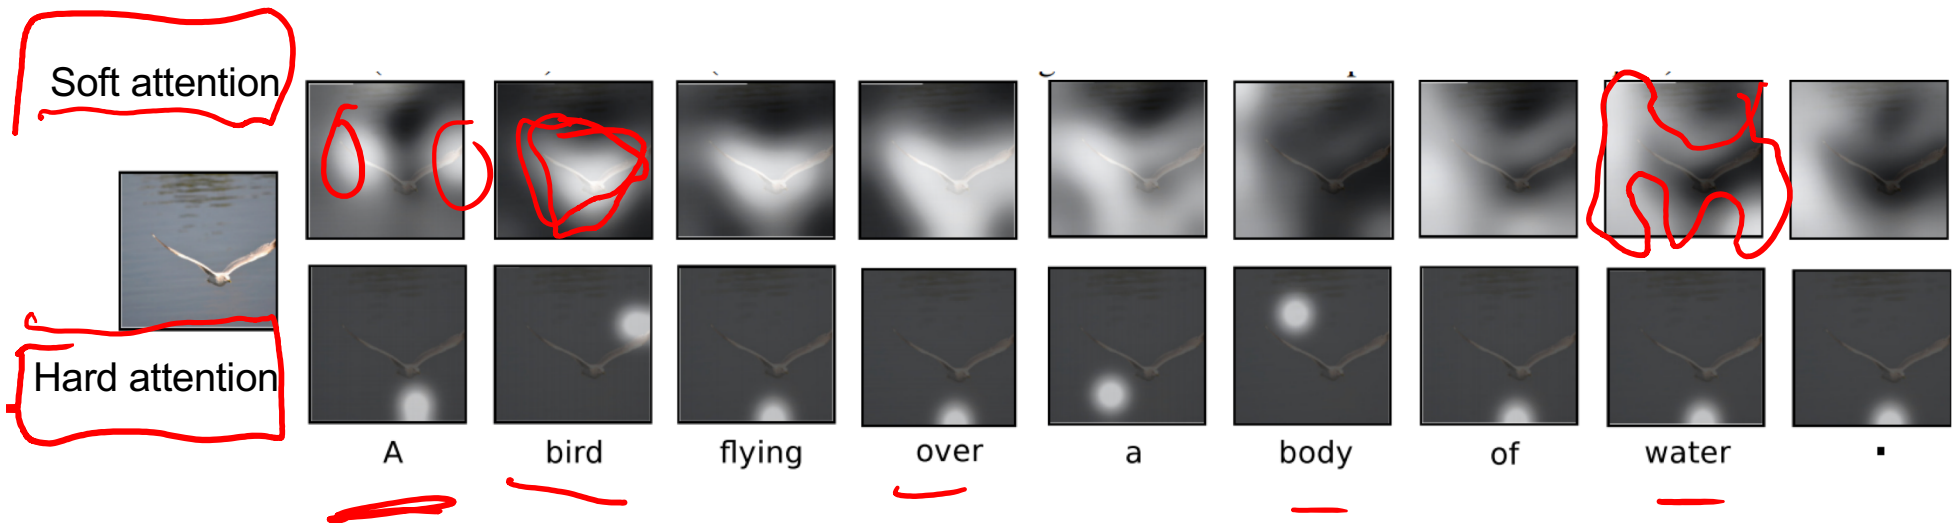 Soft attention
Hard attention
A bird flying over a body of water .